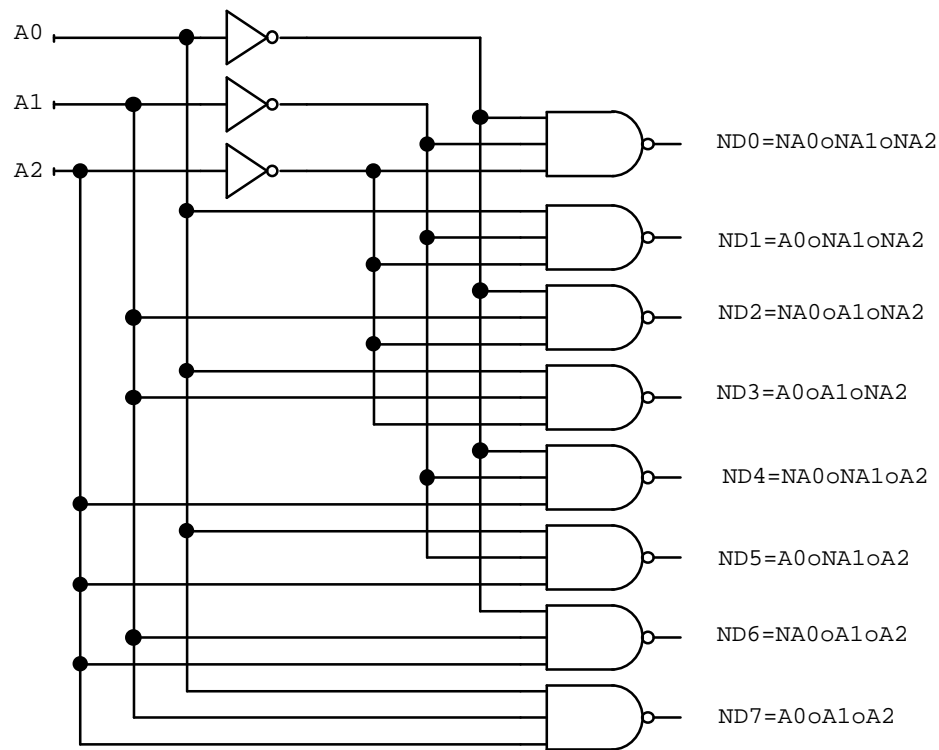 A0
A1
A2
ND0=NA0oNA1oNA2
ND1=A0oNA1oNA2
ND2=NA0oA1oNA2
ND3=A0oA1oNA2
ND4=NA0oNA1oA2
ND5=A0oNA1oA2
ND6=NA0oA1oA2
ND7=A0oA1oA2